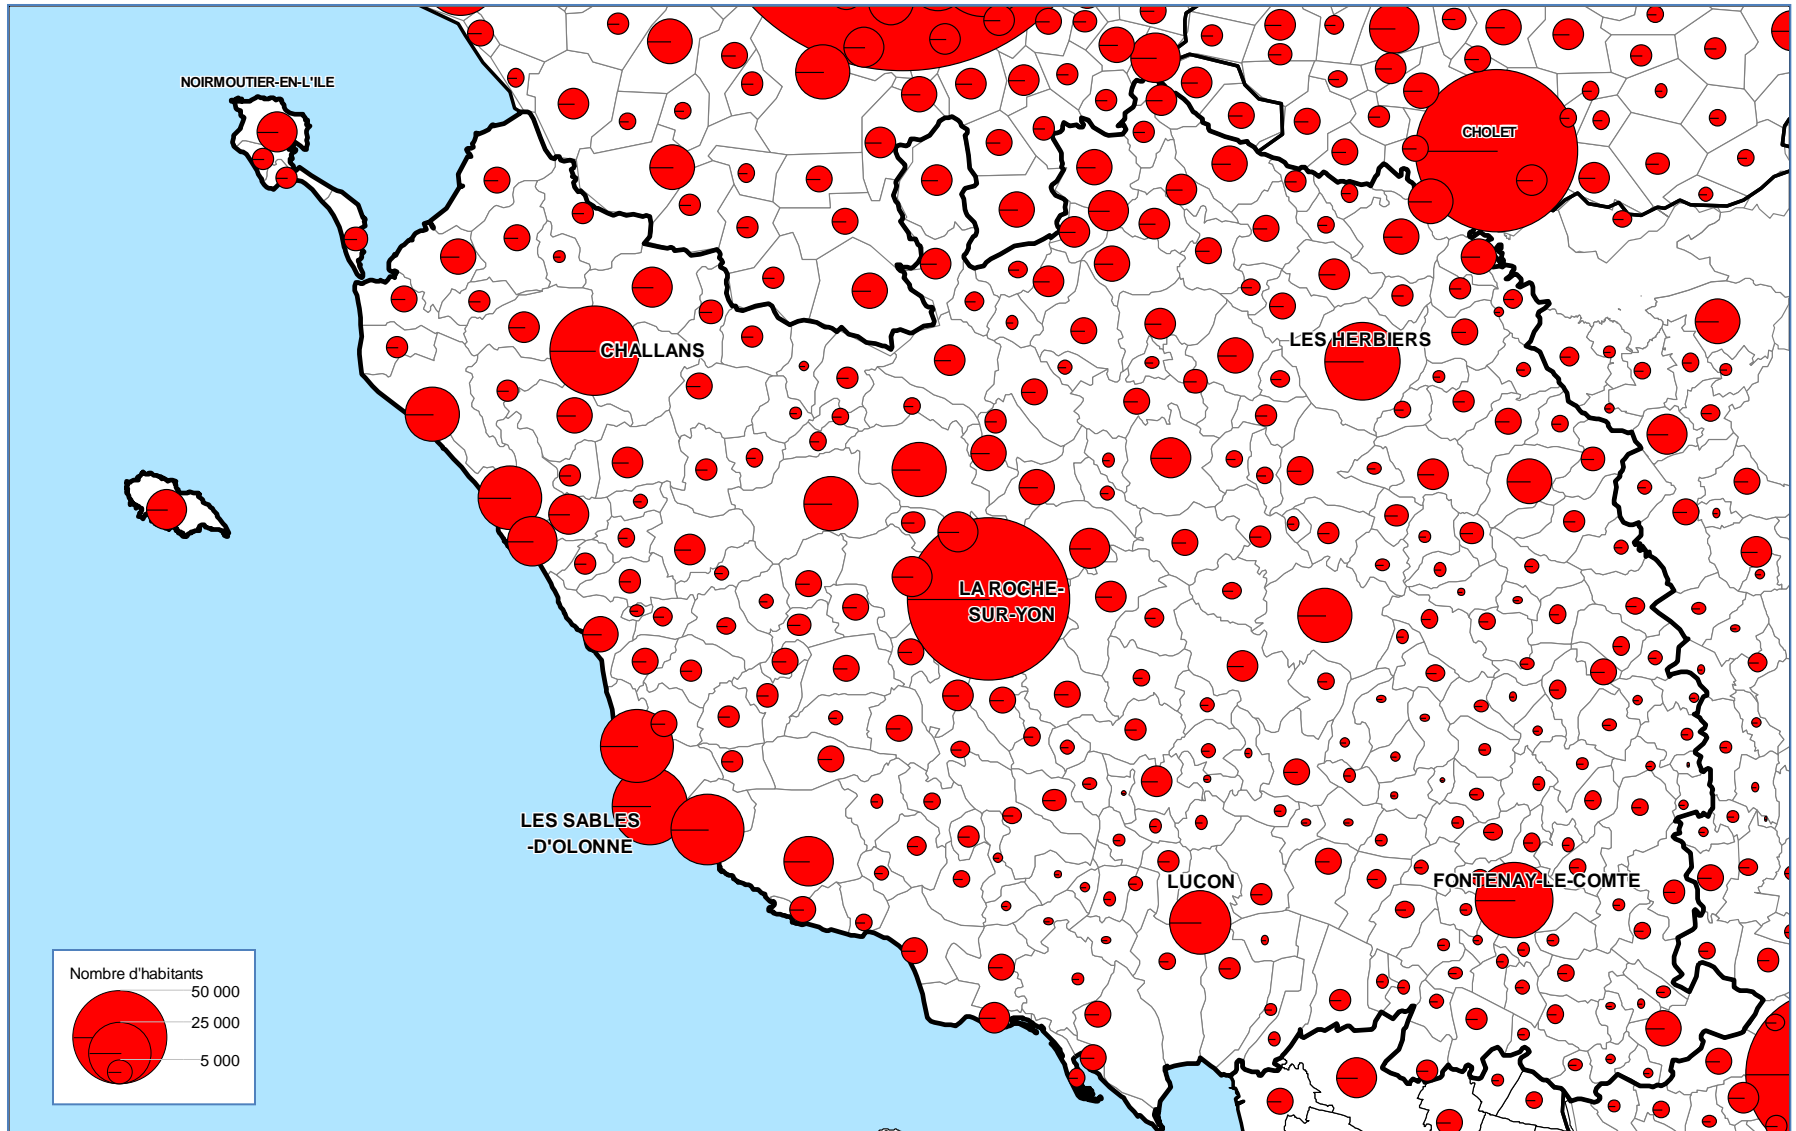 NOIRMOUTIER-EN-L'ILE
CHOLET
CHALLANS
LES HERBIERS
LA ROCHE-
SUR-YON
LES SABLES
-D'OLONNE
LUCON
FONTENAY-LE-COMTE
Nombre d'habitants
50 000
25 000
5 000